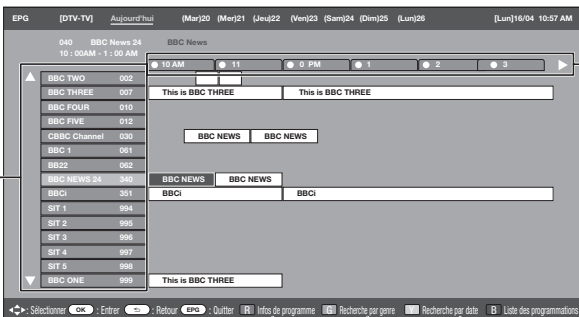 EPG [DTV-TV] Aujourd'hui (Mar)20 (Mer)21 (Jeu)22 (Ven)23 (Sam)24 (Dim)25 (Lun)26 [Lun]16/04 10:57 AM
040 BBC News 24 BBC News
10 : 00AM - 1 : 00 AM
10 AM 11 0 PM 1 2 3
BBC TWO 002
BBC THREE 007 This is BBC THREE This is BBC THREE
BBC FOUR 010
BBC FIVE 012
CBBC Channel 030 BBC NEWS BBC NEWS
BBC 1 061
BB22 062
BBC NEWS 24 340 BBC NEWS BBC NEWS
BBCi 351 BBCi BBCi
SIT 1 994
SIT 2 995
SIT 3 996
SIT 4 997
SIT 5 998
BBC ONE 999 This is BBC THREE
: Sélectionner OK : Entrer : Retour EPG : Quitter R Infos de programme G Recherche par genre Y Recherche par date B Liste des programmations